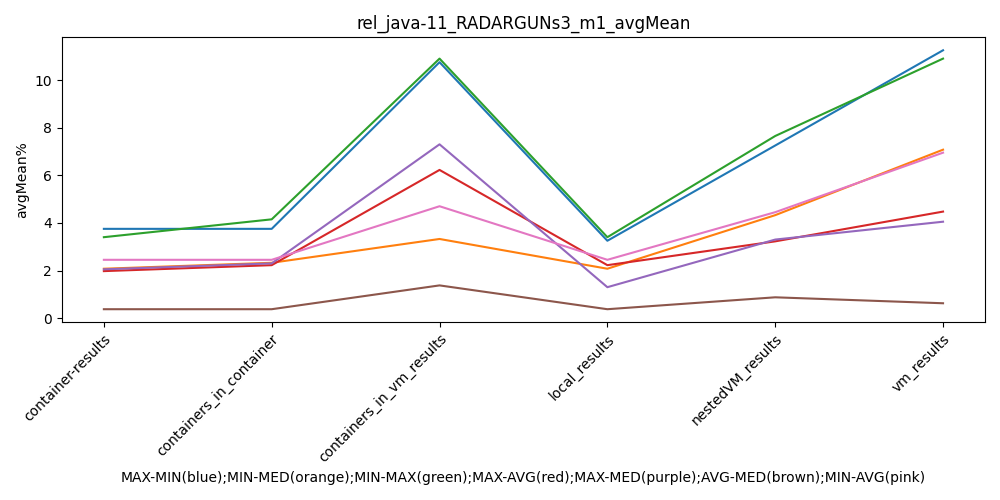 rel_java-11_RADARGUNs3_m1_avgMean
avgMean%
10
8
6
4
2
0
container-results
containers_in_container
containers_in_vm_results
local_results
nestedVM_results
vm_results
MAX-MIN(blue);MIN-MED(orange);MIN-MAX(green);MAX-AVG(red);MAX-MED(purple);AVG-MED(brown);MIN-AVG(pink)